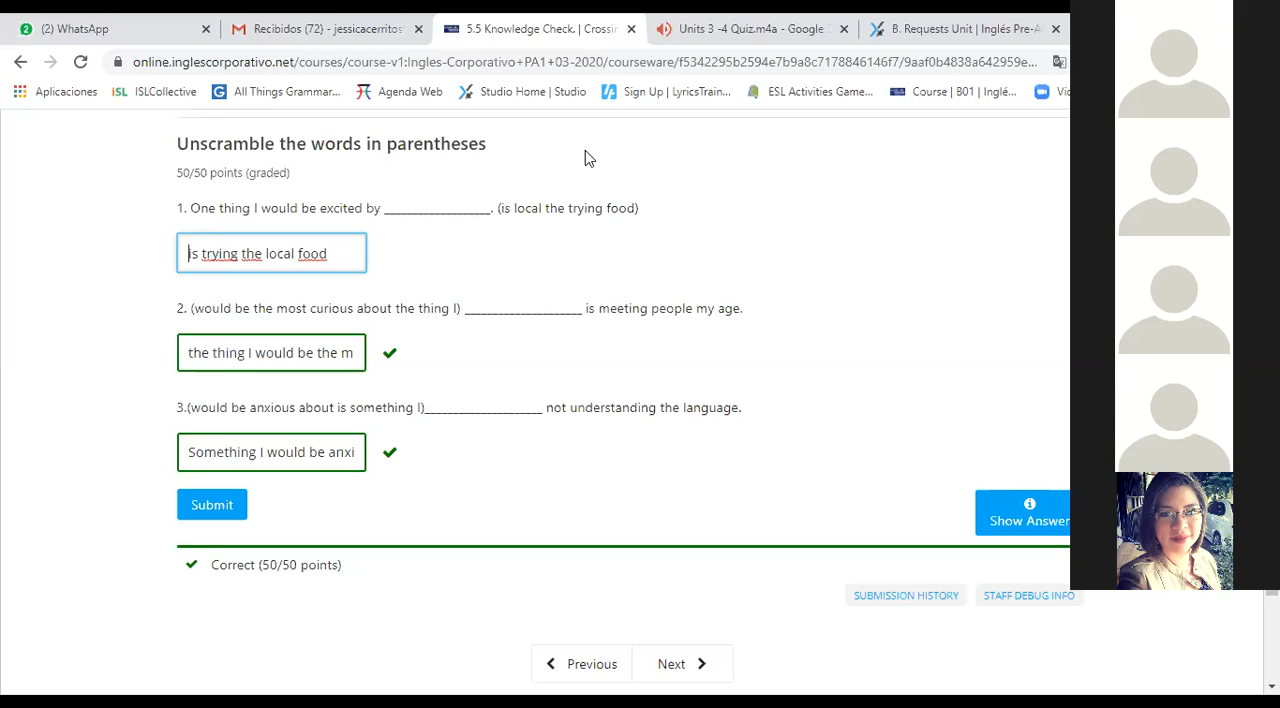 2 (2) WhatsApp
Recibidos (72) - jessicacerritos
5.5 Knowledge Check. | Crossin
Units 3 -4 Quiz.m4a - Google
B. Requests Unit | Inglés Pre-A
online.inglescorporativo.net/courses/course-v1:Ingles-Corporativo+PA1+03-2020/courseware/f5342295b2594e7b9a8c7178846146f7/9aaf0b4838a642959e...
Aplicaciones
iSL ISLCollective
All Things Grammar...
Agenda Web
Studio Home | Studio
Sign Up | LyricsTrain...
ESL Activities Game...
Course | B01 | Inglé...
Unscramble the words in parentheses
50/50 points (graded)
1. One thing I would be excited by __________________. (is local the trying food)
is trying the local food
2. (would be the most curious about the thing I) ____________________ is meeting people my age.
the thing I would be the m
3.(would be anxious about is something I)____________________ not understanding the language.
Something I would be anxi
Submit
Show Answer
Correct (50/50 points)
SUBMISSION HISTORY
STAFF DEBUG INFO
Previous
Next